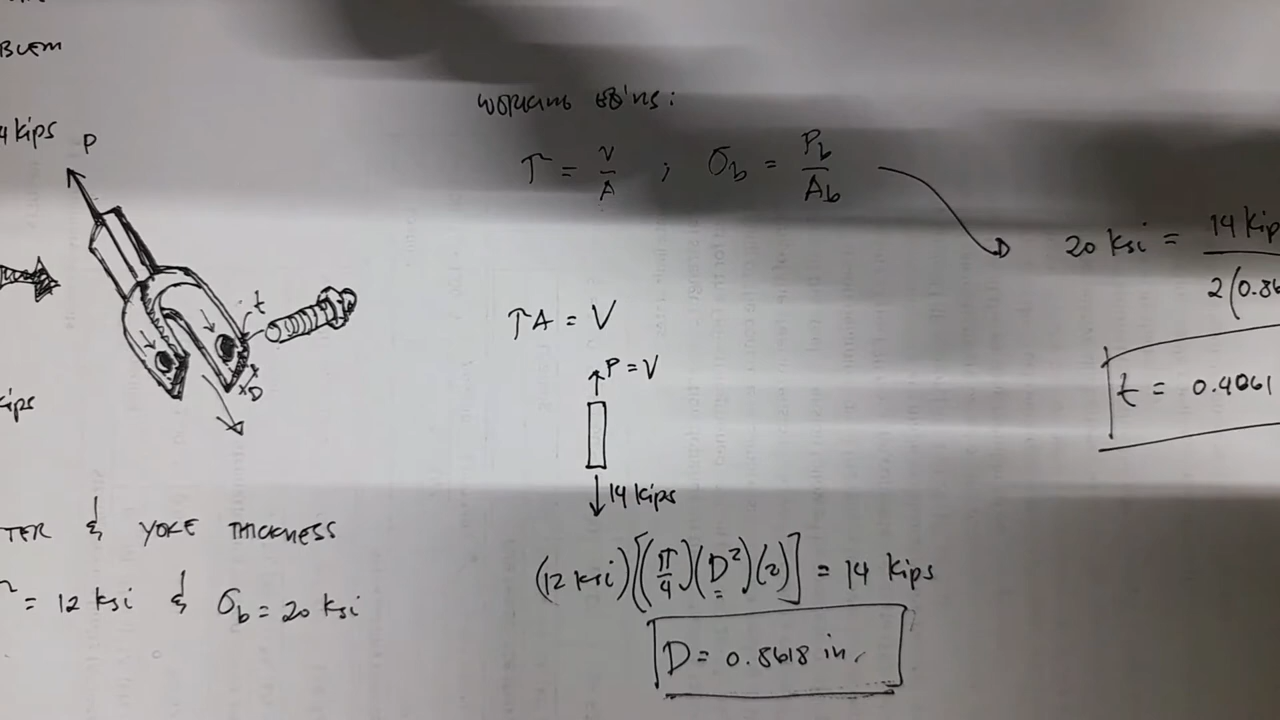 BLEM
4 kips
P
t
D
kips
TER & YOKE THICKNESS
= 12 ksi & σb = 20 ksi
WORKING EQ'NS:
τ = V/A ; σb = Pb/Ab
τA = V
P = V
14 kips
(12 ksi)[(π/4)(D²)(2)] = 14 kips
D = 0.8618 in.
20 ksi = 14 kip / 2(0.86
t = 0.4061